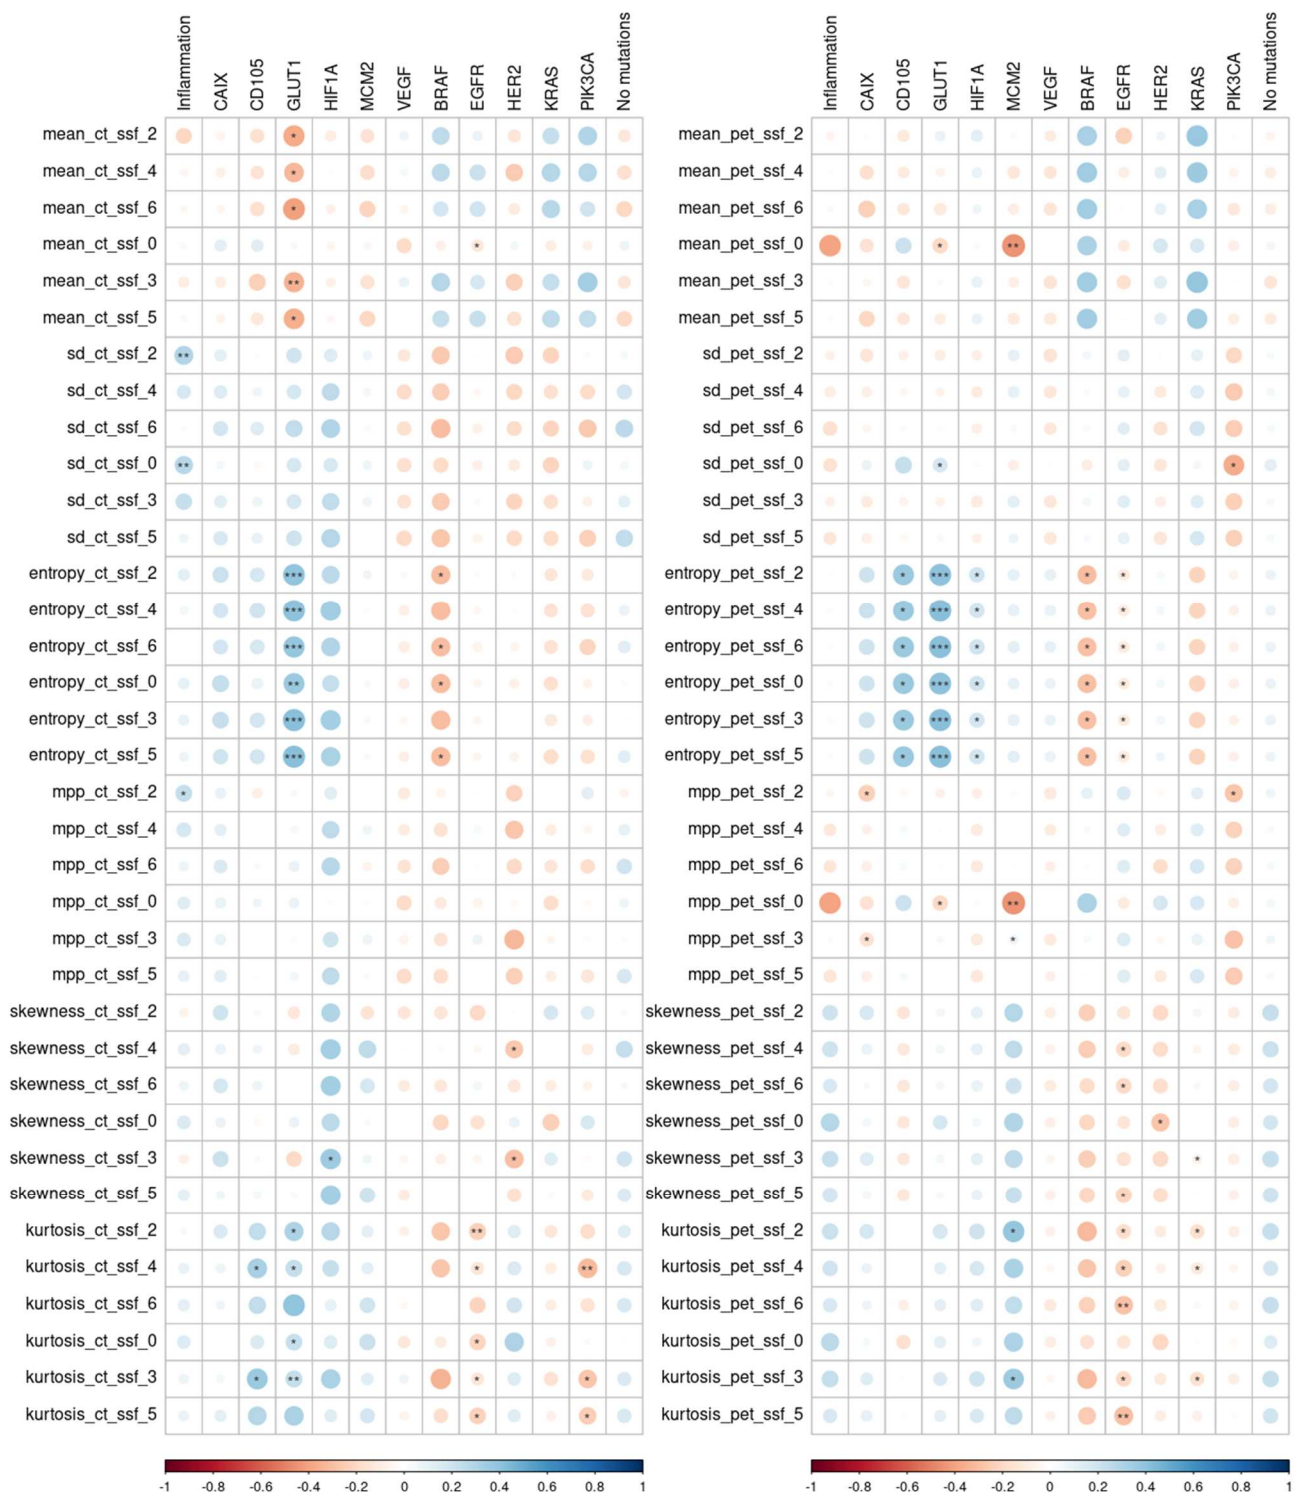 Inflammation CAIX CD105 GLUT1 HIF1A MCM2 VEGF BRAF EGFR HER2 KRAS PIK3CA No mutations
mean_ct_ssf_2
mean_ct_ssf_4
mean_ct_ssf_6
mean_ct_ssf_0
mean_ct_ssf_3
mean_ct_ssf_5
sd_ct_ssf_2
sd_ct_ssf_4
sd_ct_ssf_6
sd_ct_ssf_0
sd_ct_ssf_3
sd_ct_ssf_5
entropy_ct_ssf_2
entropy_ct_ssf_4
entropy_ct_ssf_6
entropy_ct_ssf_0
entropy_ct_ssf_3
entropy_ct_ssf_5
mpp_ct_ssf_2
mpp_ct_ssf_4
mpp_ct_ssf_6
mpp_ct_ssf_0
mpp_ct_ssf_3
mpp_ct_ssf_5
skewness_ct_ssf_2
skewness_ct_ssf_4
skewness_ct_ssf_6
skewness_ct_ssf_0
skewness_ct_ssf_3
skewness_ct_ssf_5
kurtosis_ct_ssf_2
kurtosis_ct_ssf_4
kurtosis_ct_ssf_6
kurtosis_ct_ssf_0
kurtosis_ct_ssf_3
kurtosis_ct_ssf_5
-1 -0.8 -0.6 -0.4 -0.2 0 0.2 0.4 0.6 0.8 1
Inflammation CAIX CD105 GLUT1 HIF1A MCM2 VEGF BRAF EGFR HER2 KRAS PIK3CA No mutations
mean_pet_ssf_2
mean_pet_ssf_4
mean_pet_ssf_6
mean_pet_ssf_0
mean_pet_ssf_3
mean_pet_ssf_5
sd_pet_ssf_2
sd_pet_ssf_4
sd_pet_ssf_6
sd_pet_ssf_0
sd_pet_ssf_3
sd_pet_ssf_5
entropy_pet_ssf_2
entropy_pet_ssf_4
entropy_pet_ssf_6
entropy_pet_ssf_0
entropy_pet_ssf_3
entropy_pet_ssf_5
mpp_pet_ssf_2
mpp_pet_ssf_4
mpp_pet_ssf_6
mpp_pet_ssf_0
mpp_pet_ssf_3
mpp_pet_ssf_5
skewness_pet_ssf_2
skewness_pet_ssf_4
skewness_pet_ssf_6
skewness_pet_ssf_0
skewness_pet_ssf_3
skewness_pet_ssf_5
kurtosis_pet_ssf_2
kurtosis_pet_ssf_4
kurtosis_pet_ssf_6
kurtosis_pet_ssf_0
kurtosis_pet_ssf_3
kurtosis_pet_ssf_5
-1 -0.8 -0.6 -0.4 -0.2 0 0.2 0.4 0.6 0.8 1